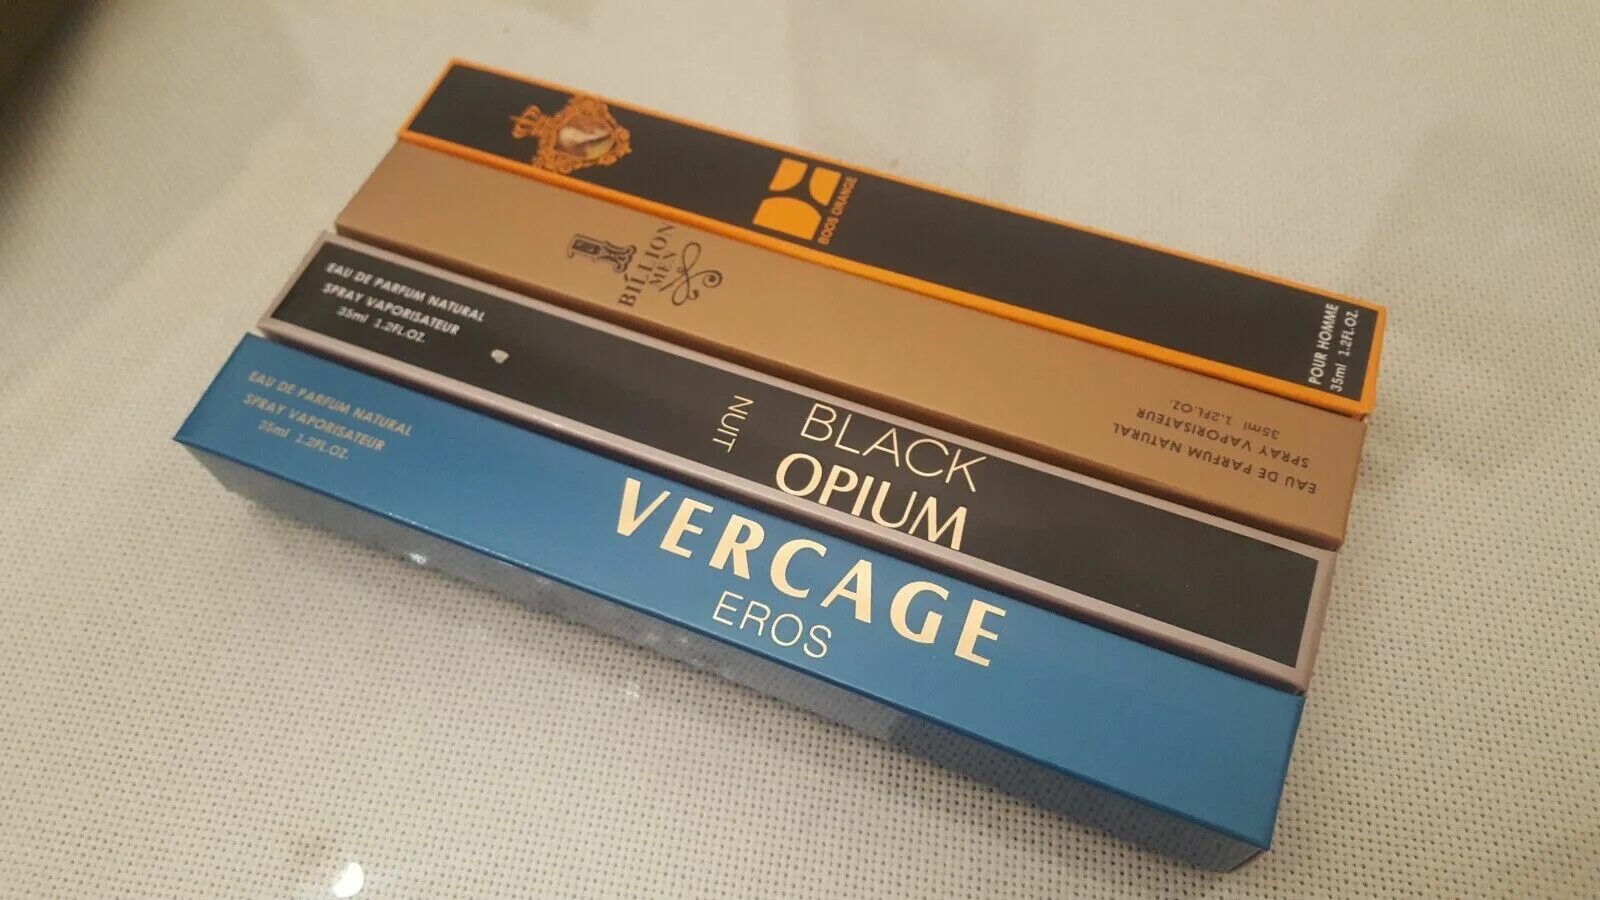 BOOS ORANGE
POUR HOMME
35ml 1.2FL.OZ.
1
BILLION
MEN
EAU DE PARFUM NATURAL
SPRAY VAPORISATEUR
35ml 1.2FL.OZ.
EAU DE PARFUM NATURAL
SPRAY VAPORISATEUR
35ml 1.2FL.OZ.
BLACK
OPIUM
NUIT
EAU DE PARFUM NATURAL
SPRAY VAPORISATEUR
35ml 1.2FL.OZ.
VERCAGE
EROS